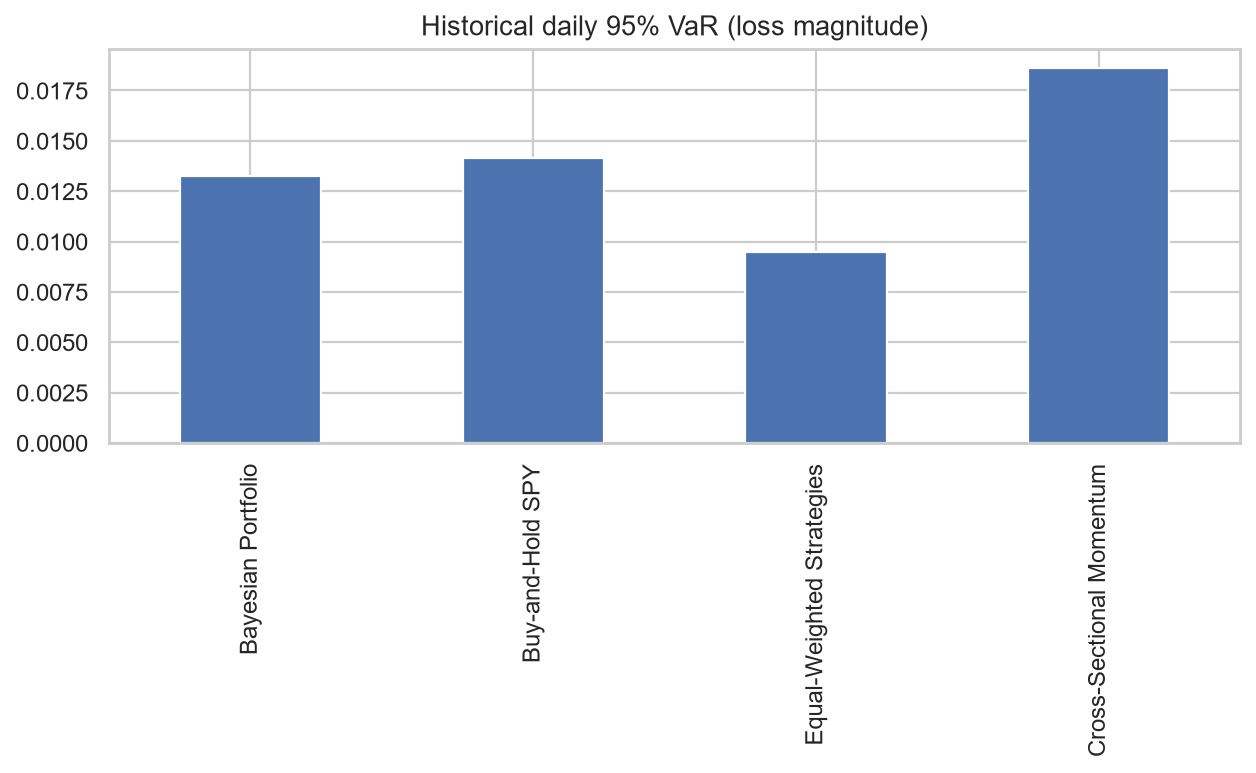 Historical daily 95% VaR (loss magnitude)
0.0175
0.0150
0.0125
0.0100
0.0075
0.0050
0.0025
0.0000
Bayesian Portfolio
Buy-and-Hold SPY
Equal-Weighted Strategies
Cross-Sectional Momentum